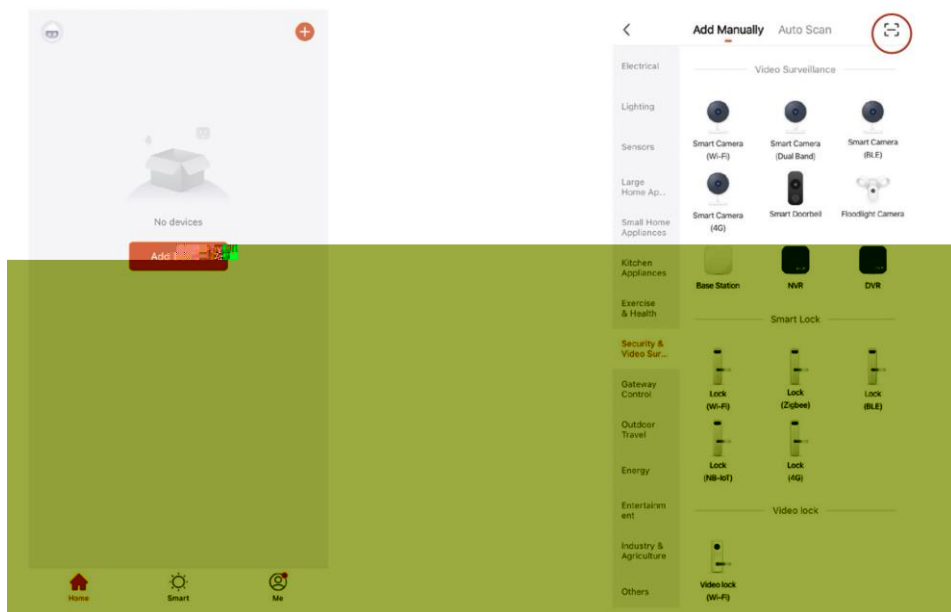 No devices
Add
Home
Smart
Me
Add Manually
Auto Scan
Electrical
Lighting
Sensors
Large
Home Ap...
Small Home
Appliances
Kitchen
Appliances
Exercise
& Health
Security &
Video Sur...
Gateway
Control
Outdoor
Travel
Energy
Entertainm
ent
Industry &
Agriculture
Others
Video Surveillance
Smart Camera
(Wi-Fi)
Smart Camera
(Dual Band)
Smart Camera
(BLE)
Smart Camera
(4G)
Smart Doorbell
Floodlight Camera
Base Station
NVR
DVR
Smart Lock
Lock
(Wi-Fi)
Lock
(Zigbee)
Lock
(BLE)
Lock
(NB-IoT)
Lock
(4G)
Video lock
Video lock
(Wi-Fi)